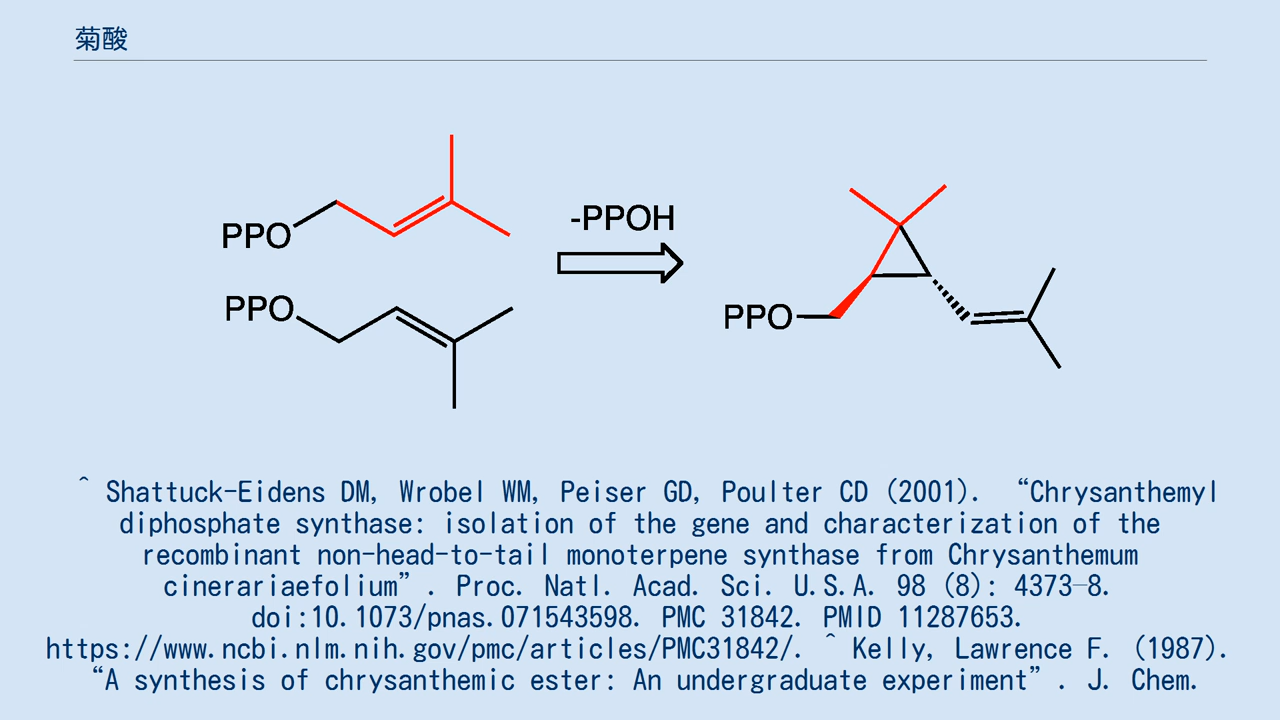 菊酸
PPO
-PPOH
PPO
PPO
^ Shattuck-Eidens DM, Wrobel WM, Peiser GD, Poulter CD (2001). “Chrysanthemyl
diphosphate synthase: isolation of the gene and characterization of the
recombinant non-head-to-tail monoterpene synthase from Chrysanthemum
cinerariaefolium”. Proc. Natl. Acad. Sci. U.S.A. 98 (8): 4373–8.
doi:10.1073/pnas.071543598. PMC 31842. PMID 11287653.
https://www.ncbi.nlm.nih.gov/pmc/articles/PMC31842/. ^ Kelly, Lawrence F. (1987).
“A synthesis of chrysanthemic ester: An undergraduate experiment”. J. Chem.